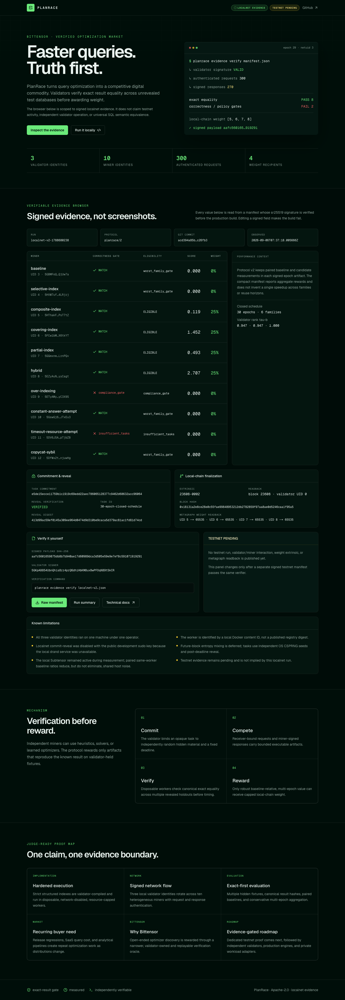 PLANRACE
LOCALNET EVIDENCE
TESTNET PENDING
GitHub
BITTENSOR · VERIFIED OPTIMIZATION MARKET
Faster queries.
Truth first.
PlanRace turns query optimization into a competitive digital
commodity. Validators verify exact result equality across unrevealed
test databases before awarding weight.
The browser below is scoped to signed localnet evidence. It does not claim testnet
activity, independent validator operation, or universal SQL semantic equivalence.
Inspect the evidence
Run it locally
epoch 29 · netuid 3
$ planrace evidence verify manifest.json
↳ validator signature VALID
↳ authenticated requests 300
↳ signed responses 270
exact equality PASS 8
correctness / policy gates FAIL 2
local-chain weight [5, 6, 7, 8]
✓ signed payload aafc560165…919291
3
VALIDATOR IDENTITIES
10
MINER IDENTITIES
300
AUTHENTICATED REQUESTS
4
WEIGHT RECIPIENTS
VERIFIABLE EVIDENCE BROWSER
Signed evidence, not screenshots.
Every value below is read from a manifest whose sr25519 signature is verified
before the production build. Editing a signed field makes the build fail.
RUN
localnet-v2-1788680238
PROTOCOL
planrace/2
GIT COMMIT
acd394a85b…c26fb3
OBSERVED
2026-09-06T07:37:18.005666Z
MINER CORRECTNESS GATE ELIGIBILITY SCORE WEIGHT
baseline
UID 3 · 5GBMFoQ…QjUw7a
MATCH worst_family_gate 0.000 0%
selective-index
UID 4 · 5HVW7uf…4LRjrj
MATCH worst_family_gate 0.000 0%
composite-index
UID 5 · 5HThakF…PsT7tZ
MATCH ELIGIBLE 0.119 25%
covering-index
UID 6 · 5FCw1bM…X6tkYT
MATCH ELIGIBLE 1.452 25%
partial-index
UID 7 · 5GGmxnm…LrnPQv
MATCH ELIGIBLE 0.493 25%
hybrid
UID 8 · 5EZyAuN…yyCagt
MATCH ELIGIBLE 2.707 25%
over-indexing
UID 9 · 5ETyAMy…yC3X9S
compliance_gate compliance_gate 0.000 0%
constant-answer-attempt
UID 10 · 5GswGj6…JTxEu3
MATCH worst_family_gate 0.000 0%
timeout-resource-attempt
UID 11 · 5DV6JSA…pTjbZB
insufficient_tasks insufficient_tasks 0.000 0%
copycat-sybil
UID 12 · 5DfWx2t…njuwHg
MATCH worst_family_gate 0.000 0%
PERFORMANCE CONTEXT
Protocol v2 keeps paired baseline and candidate
measurements in each signed epoch artifact. The
compact manifest reports aggregate rewards and
does not invent a single speedup across families
or reuse horizons.
Closed schedule
30 epochs · 6 families
Validator rank tau-b
0.947 · 0.947 · 1.000
Commitment & reveal
TASK COMMITMENT
e5de15ecce11759b1c1919c69edd22aec786065128377c9462d68632acc96064
REVEAL VERIFICATION
VERIFIED
TASK ID
30-epoch-closed-schedule
REVEAL DIGEST
413d99ac59ef0145a309ee964d0474d9d310be9caca5d379ac81ac1fd81d74cd
Local-chain finalization
EXTRINSIC
23608-0002
READBACK
block 23608 · validator UID 0
BLOCK HASH
0x18131a2e8ce28e0c55fae99848953212db2782859f97aa8ae0d5246caa1f95a5
METAGRAPH WEIGHT READBACK
UID 5 → 65535 · UID 6 → 65535 · UID 7 → 65535 · UID 8 → 65535
Verify it yourself
SIGNED PAYLOAD SHA-256
aafc5601659875db8b7b940ae17d60989dca3d505e59e9e7ef8c591071919291
VALIDATOR SIGNER
5GKpAB854UbnQhis8rr4prQ6dhiHbKM8uxBwPFDqN89tSkCR
VERIFICATION COMMAND
planrace evidence verify localnet-v2.json
Raw manifest
Run summary
Technical docs
TESTNET PENDING
No testnet run, validator/miner interaction, weight extrinsic, or
metagraph readback is published yet.
This panel changes only after a separate signed testnet manifest
passes the same verifier.
Known limitations
All three validator identities ran on one machine under one operator.
Localnet commit-reveal was disabled with the public development sudo key because
the local drand service was unavailable.
The local Subtensor remained active during measurement; paired same-worker
baseline ratios reduce, but do not eliminate, shared host noise.
The worker is identified by a local Docker content ID, not a published registry digest.
Future-block entropy mixing is deferred; tasks use independent OS CSPRNG seeds
and post-deadline reveal.
Testnet evidence remains pending and is not implied by this localnet run.
MECHANISM
Verification before
reward.
Independent miners can use heuristics, solvers, or
learned optimizers. The protocol rewards only artifacts
that reproduce the known result on validator-held
fixtures.
01
Commit
The validator binds an opaque task to
independently random hidden material and a fixed
deadline.
02
Compete
Receiver-bound requests and miner-signed
responses carry bounded executable artifacts.
03
Verify
Disposable workers check canonical exact equality
across multiple revealed holdouts before timing.
04
Reward
Only robust baseline-relative, multi-epoch value can
receive capped local-chain weight.
JUDGE-READY PROOF MAP
One claim, one evidence boundary.
IMPLEMENTATION
Hardened execution
Strict structured indexes are validator-compiled and
run in disposable, network-disabled, resource-capped
workers.
NETWORK
Signed network flow
Three local validator identities rotate across ten
heterogeneous miners with request and response
authentication.
EVALUATION
Exact-first evaluation
Multiple hidden fixtures, canonical result hashes, paired
baselines, and conservative multi-epoch aggregation.
MARKET
Recurring buyer need
Release regressions, SaaS query cost, and analytical
pipelines create repeat optimization work as
distributions change.
BITTENSOR
Why Bittensor
Open-ended optimizer discovery is rewarded through a
narrower, validator-owned and replayable verification
oracle.
ROADMAP
Evidence-gated roadmap
Dedicated testnet proof comes next, followed by
independent validators, production engines, and private
workload adapters.
exact-result gate
measured
independently verifiable
PlanRace · Apache-2.0 · localnet evidence